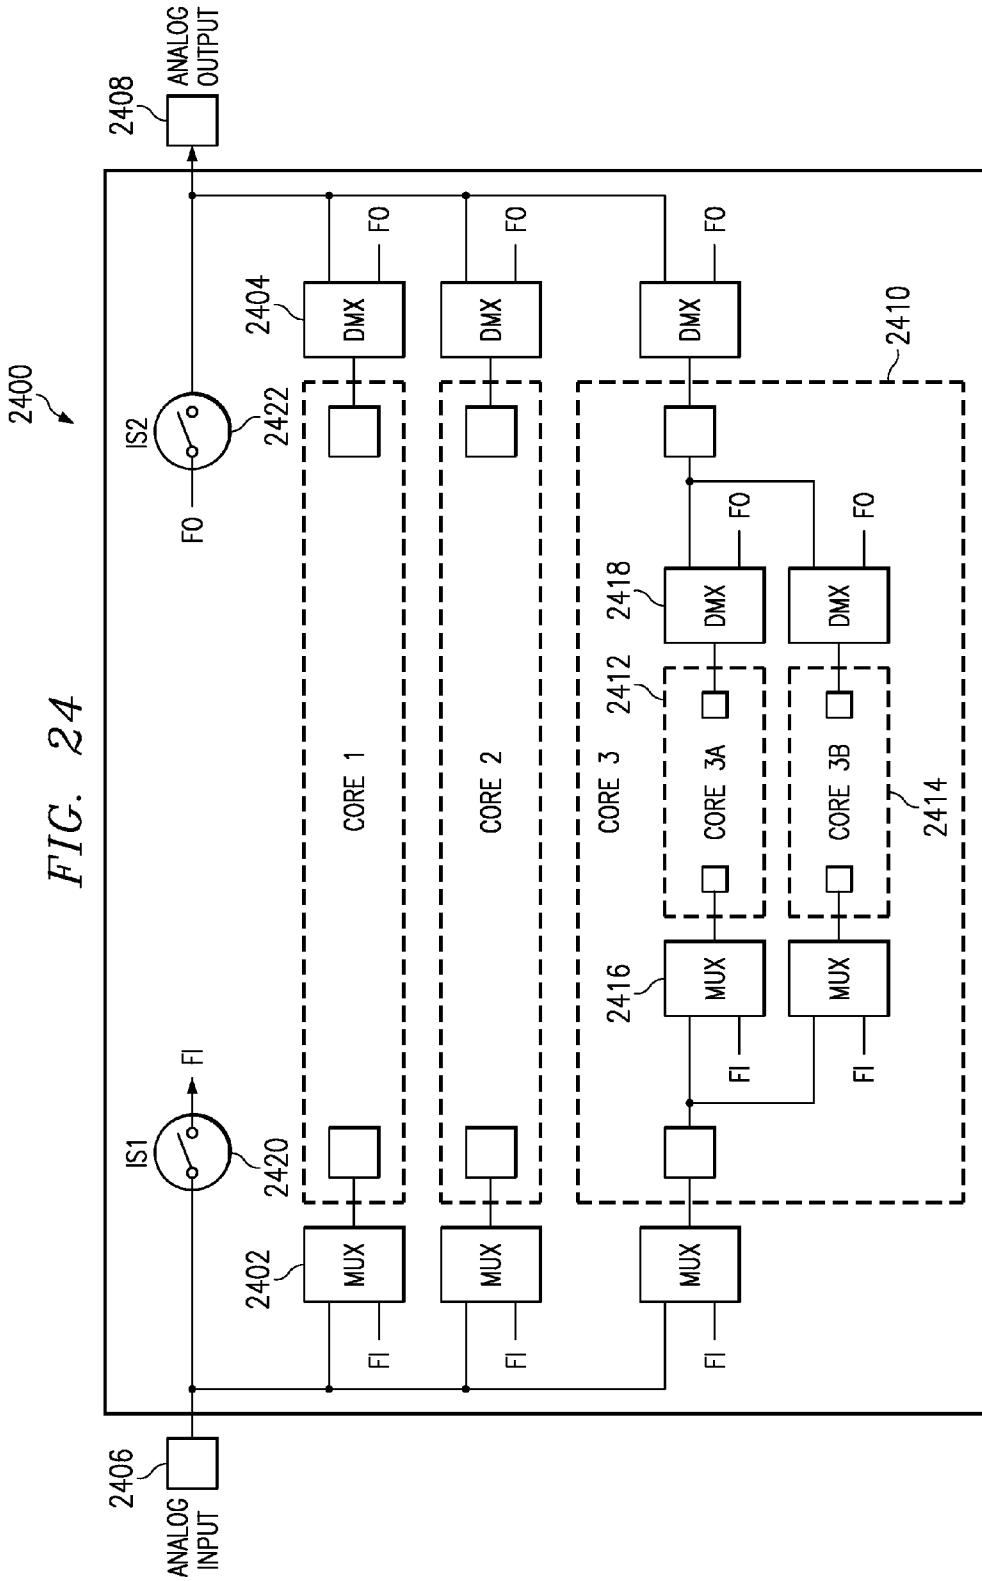 FIG. 24
2400
2406
ANALOG
INPUT
IS1
FI
2420
FO
IS2
2422
2408
ANALOG
OUTPUT
2402
MUX
FI
CORE 1
2404
DMX
FO
MUX
FI
CORE 2
DMX
FO
MUX
FI
CORE 3
2410
DMX
FO
2416
MUX
FI
2412
CORE 3A
2418
DMX
FO
MUX
FI
CORE 3B
2414
DMX
FO